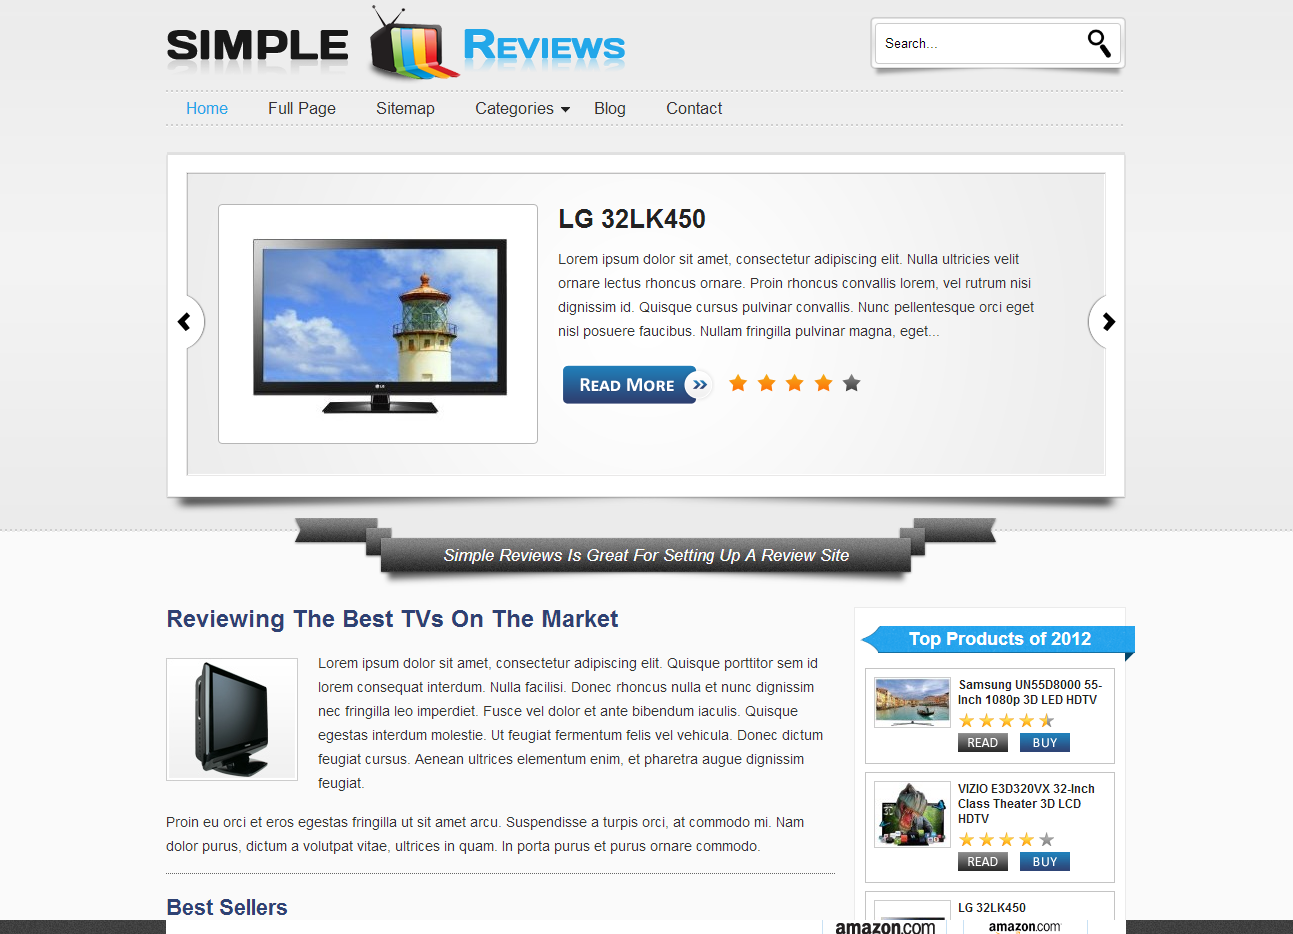 SIMPLE REVIEWS
Search...
Home Full Page Sitemap Categories Blog Contact
LG 32LK450
Lorem ipsum dolor sit amet, consectetur adipiscing elit. Nulla ultricies velit
ornare lectus rhoncus ornare. Proin rhoncus convallis lorem, vel rutrum nisi
dignissim id. Quisque cursus pulvinar convallis. Nunc pellentesque orci eget
nisl posuere faucibus. Nullam fringilla pulvinar magna, eget...
LG
READ MORE »
Simple Reviews Is Great For Setting Up A Review Site
Reviewing The Best TVs On The Market
Lorem ipsum dolor sit amet, consectetur adipiscing elit. Quisque porttitor sem id
lorem consequat interdum. Nulla facilisi. Donec rhoncus nulla et nunc dignissim
nec fringilla leo imperdiet. Fusce vel dolor et ante bibendum iaculis. Quisque
egestas interdum molestie. Ut feugiat fermentum felis vel vehicula. Donec dictum
feugiat cursus. Aenean ultrices elementum enim, et pharetra augue dignissim
feugiat.
Proin eu orci et eros egestas fringilla ut sit amet arcu. Suspendisse a turpis orci, at commodo mi. Nam
dolor purus, dictum a volutpat vitae, ultrices in quam. In porta purus et purus ornare commodo.
Best Sellers
Top Products of 2012
Samsung UN55D8000 55-
Inch 1080p 3D LED HDTV
READ BUY
VIZIO E3D320VX 32-Inch
Class Theater 3D LCD
HDTV
3D
READ BUY
LG 32LK450
amazon.com amazon.com